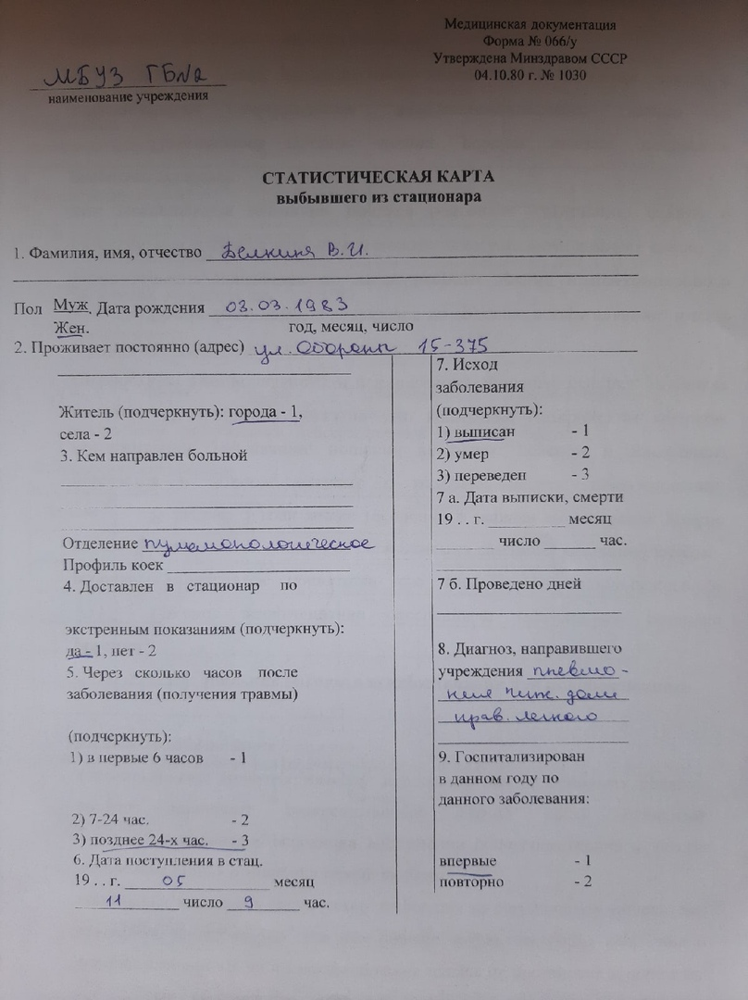 Медицинская документация
Форма № 066/у
Утверждена Минздравом СССР
04.10.80 г. № 1030
МБУЗ ГБ№2
наименование учреждения
СТАТИСТИЧЕСКАЯ КАРТА
выбывшего из стационара
1. Фамилия, имя, отчество Белкина В.И.
Пол Муж. Дата рождения 03.03.1983
Жен. год, месяц, число
2. Проживает постоянно (адрес) ул. Обороны 15-375
Житель (подчеркнуть): города - 1,
села - 2
3. Кем направлен больной
Отделение пульмонологическое
Профиль коек
4. Доставлен в стационар по
экстренным показаниям (подчеркнуть):
да - 1, нет - 2
5. Через сколько часов после
заболевания (получения травмы)
(подчеркнуть):
1) в первые 6 часов - 1
2) 7-24 час. - 2
3) позднее 24-х час. - 3
6. Дата поступления в стац.
19 . . г. 05 месяц
11 число 9 час.
7. Исход
заболевания
(подчеркнуть):
1) выписан - 1
2) умер - 2
3) переведен - 3
7 а. Дата выписки, смерти
19 . . г. месяц
число час.
7 б. Проведено дней
8. Диагноз, направившего
учреждения пневмо-
ния ниж. доли
прав. легкого
9. Госпитализирован
в данном году по
данного заболевания:
впервые - 1
повторно - 2